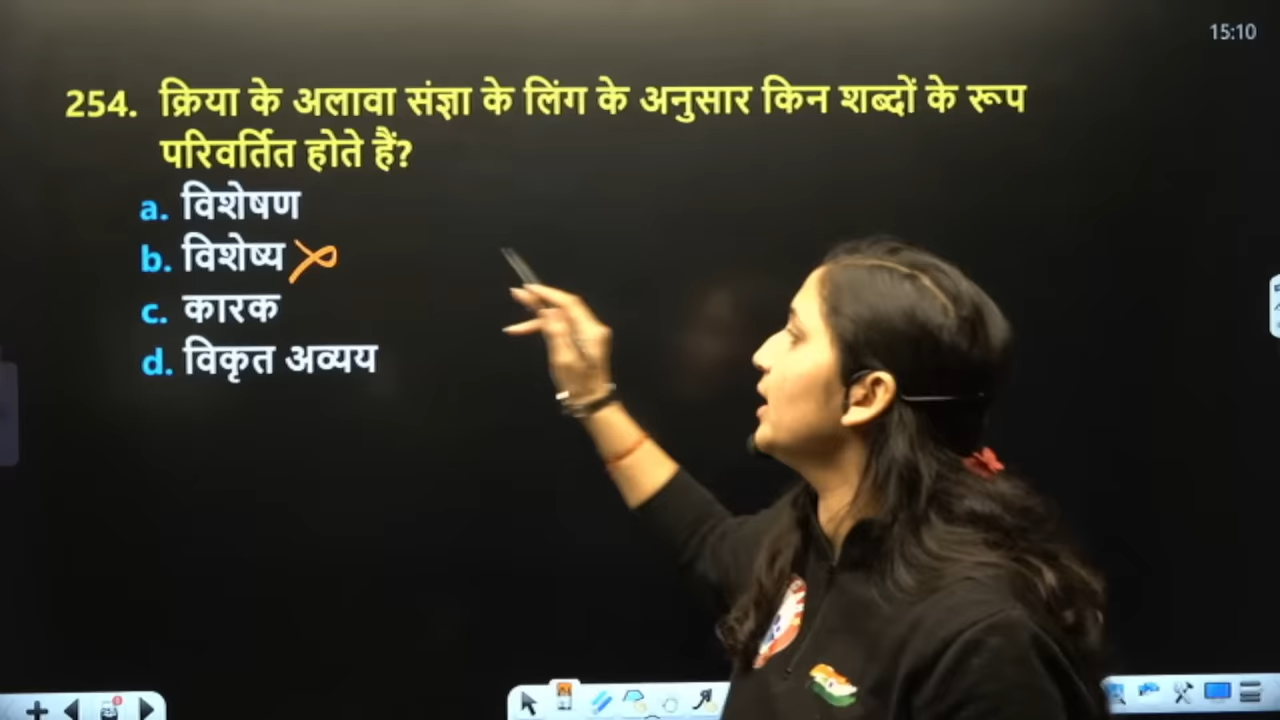 15:10
254. क्रिया के अलावा संज्ञा के लिंग के अनुसार किन शब्दों के रूप
परिवर्तित होते हैं?
a. विशेषण
b. विशेष्य
c. कारक
d. विकृत अव्यय